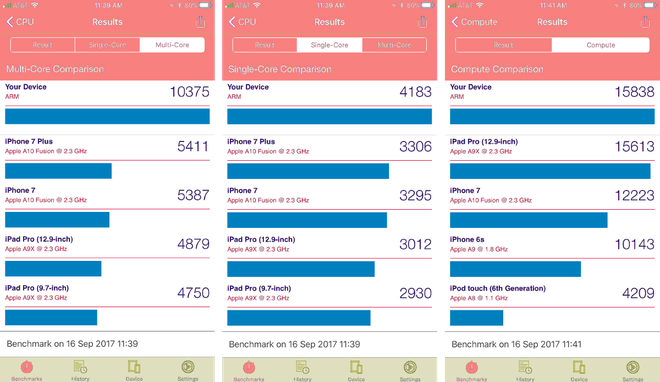 AT&T 11:39 AM 80%
CPU Results
Result Single-Core Multi-Core
Multi-Core Comparison
Your Device 10375
ARM
iPhone 7 Plus 5411
Apple A10 Fusion @ 2.3 GHz
iPhone 7 5387
Apple A10 Fusion @ 2.3 GHz
iPad Pro (12.9-inch) 4879
Apple A9X @ 2.3 GHz
iPad Pro (9.7-inch) 4750
Apple A9X @ 2.3 GHz
Benchmark on 16 Sep 2017 11:39
Benchmarks History Device Settings
AT&T 11:39 AM 80%
CPU Results
Result Single-Core Multi-Core
Single-Core Comparison
Your Device 4183
ARM
iPhone 7 Plus 3306
Apple A10 Fusion @ 2.3 GHz
iPhone 7 3295
Apple A10 Fusion @ 2.3 GHz
iPad Pro (12.9-inch) 3012
Apple A9X @ 2.3 GHz
iPad Pro (9.7-inch) 2930
Apple A9X @ 2.3 GHz
Benchmark on 16 Sep 2017 11:39
Benchmarks History Device Settings
AT&T 11:41 AM
Compute Results
Result Compute
Compute Comparison
Your Device 15838
ARM
iPad Pro (12.9-inch) 15613
Apple A9X @ 2.3 GHz
iPhone 7 12223
Apple A10 Fusion @ 2.3 GHz
iPhone 6s 10143
Apple A9 @ 1.8 GHz
iPod touch (6th Generation) 4209
Apple A8 @ 1.1 GHz
Benchmark on 16 Sep 2017 11:41
Benchmarks History Device Settings